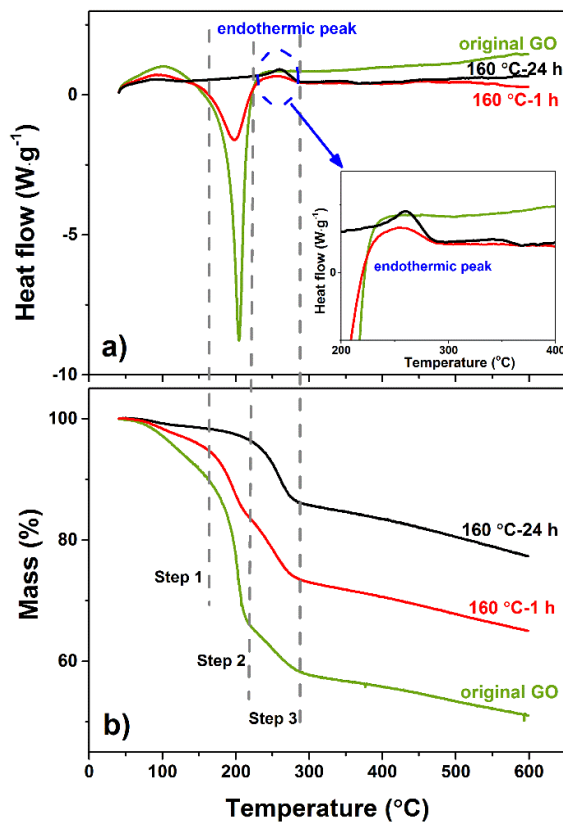 endothermic peak
original GO
160 °C-24 h
160 °C-1 h
0
-5
-10
Heat flow (W·g⁻¹)
a)
Heat flow (W·g⁻¹)
0
endothermic peak
200
300
400
Temperature (°C)
100
80
60
Mass (%)
160 °C-24 h
Step 1
160 °C-1 h
Step 2
original GO
Step 3
b)
0
100
200
300
400
500
600
Temperature (°C)